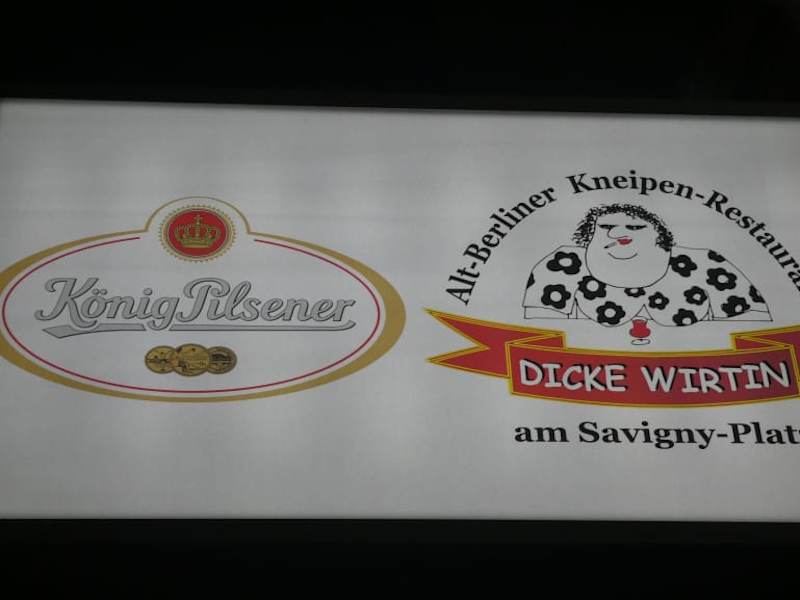 König Pilsener
Alt-Berliner Kneipen-Restaura
DICKE WIRTIN
am Savigny-Plat